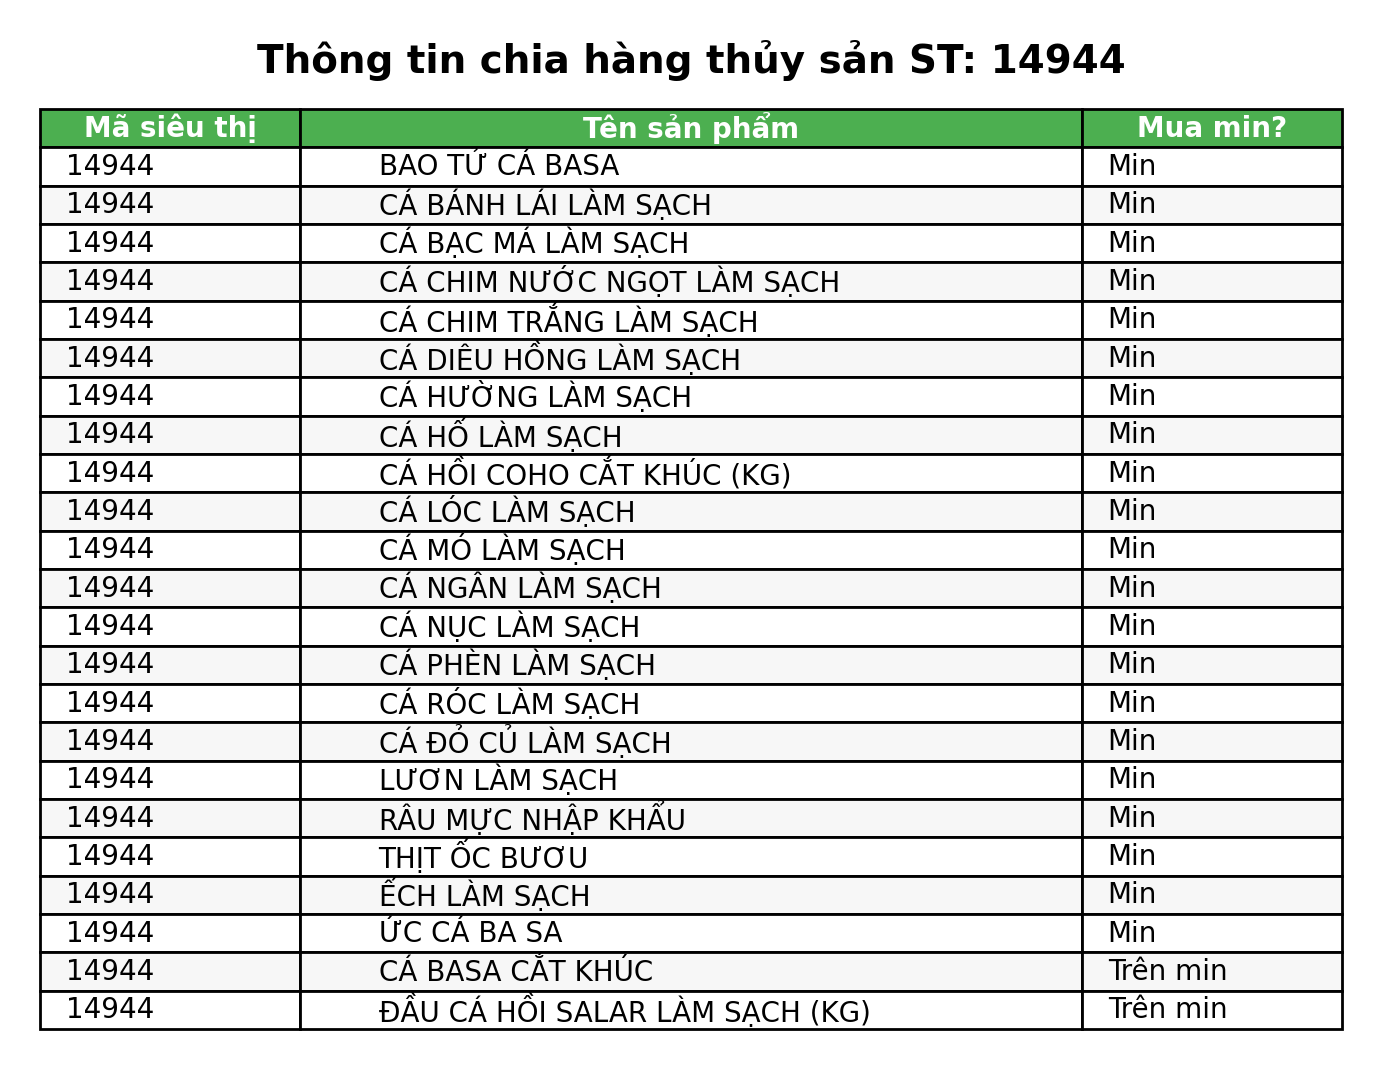 Thông tin chia hàng thủy sản ST: 14944
Mã siêu thị Tên sản phẩm Mua min?
14944 BAO TỬ CÁ BASA Min
14944 CÁ BÁNH LÁI LÀM SẠCH Min
14944 CÁ BẠC MÁ LÀM SẠCH Min
14944 CÁ CHIM NƯỚC NGỌT LÀM SẠCH Min
14944 CÁ CHIM TRẮNG LÀM SẠCH Min
14944 CÁ DIÊU HỒNG LÀM SẠCH Min
14944 CÁ HƯỜNG LÀM SẠCH Min
14944 CÁ HỐ LÀM SẠCH Min
14944 CÁ HỒI COHO CẮT KHÚC (KG) Min
14944 CÁ LÓC LÀM SẠCH Min
14944 CÁ MÓ LÀM SẠCH Min
14944 CÁ NGÂN LÀM SẠCH Min
14944 CÁ NỤC LÀM SẠCH Min
14944 CÁ PHÈN LÀM SẠCH Min
14944 CÁ RÓC LÀM SẠCH Min
14944 CÁ ĐỎ CỦ LÀM SẠCH Min
14944 LƯƠN LÀM SẠCH Min
14944 RÂU MỰC NHẬP KHẨU Min
14944 THỊT ỐC BƯƠU Min
14944 ẾCH LÀM SẠCH Min
14944 ỨC CÁ BA SA Min
14944 CÁ BASA CẮT KHÚC Trên min
14944 ĐẦU CÁ HỒI SALAR LÀM SẠCH (KG) Trên min